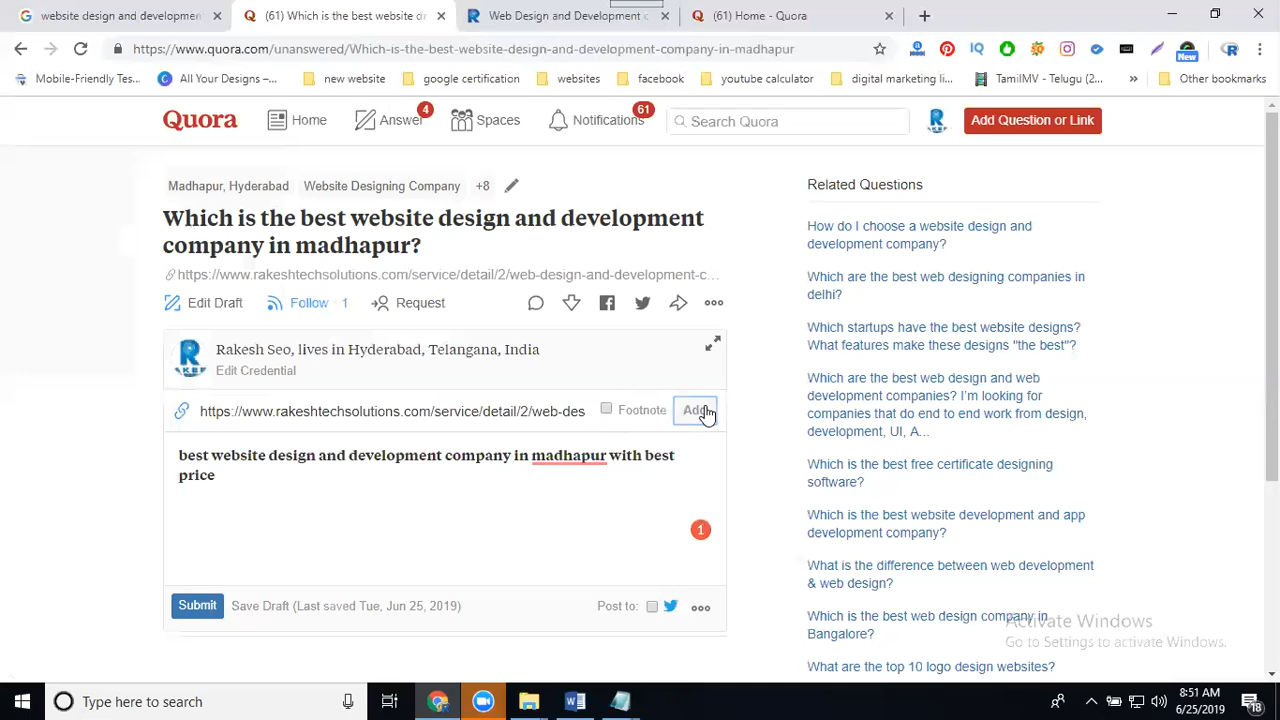 website design and developmen
(61) Which is the best website d
Web Design and Development c
(61) Home - Quora
https://www.quora.com/unanswered/Which-is-the-best-website-design-and-development-company-in-madhapur
New
Mobile-Friendly Tes...
All Your Designs –...
new website
google certification
websites
facebook
youtube calculator
digital marketing li...
TamilMV - Telugu (2...
Other bookmarks
Quora
Home
Answer
4
Spaces
Notifications
61
Search Quora
Add Question or Link
Madhapur, Hyderabad
Website Designing Company
+8
Which is the best website design and development
company in madhapur?
https://www.rakeshtechsolutions.com/service/detail/2/web-design-and-development-c...
Edit Draft
Follow · 1
Request
Rakesh Seo, lives in Hyderabad, Telangana, India
Edit Credential
https://www.rakeshtechsolutions.com/service/detail/2/web-des
Footnote
Add
best website design and development company in madhapur with best
price
1
Submit
Save Draft (Last saved Tue, Jun 25, 2019)
Post to:
Related Questions
How do I choose a website design and
development company?
Which are the best web designing companies in
delhi?
Which startups have the best website designs?
What features make these designs "the best"?
Which are the best web design and web
development companies? I'm looking for
companies that do end to end work from design,
development, UI, A...
Which is the best free certificate designing
software?
Which is the best website development and app
development company?
What is the difference between web development
& web design?
Which is the best web design company in
Bangalore?
What are the top 10 logo design websites?
Activate Windows
Go to Settings to activate Windows.
Type here to search
8:51 AM
6/25/2019
18